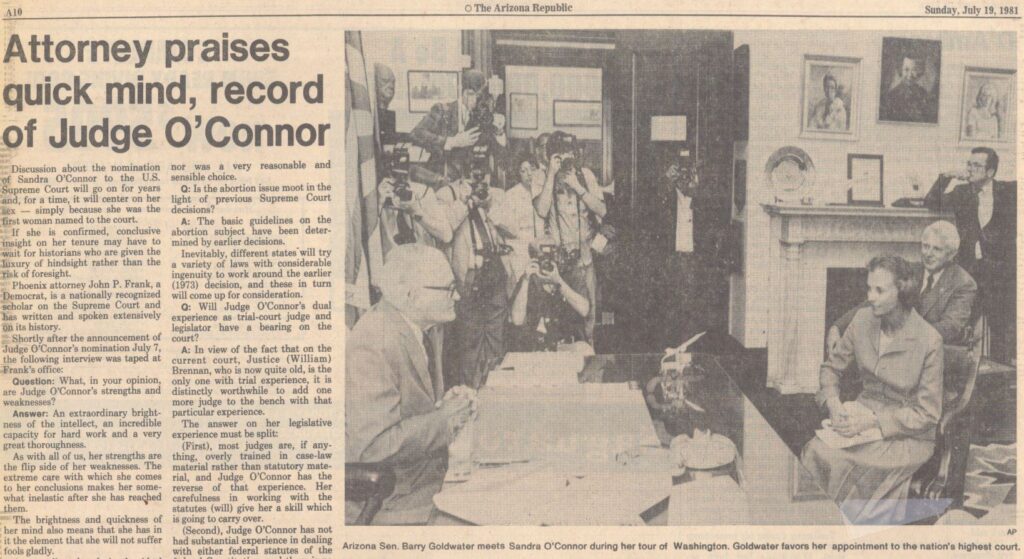 A10
The Arizona Republic
Sunday, July 19, 1981
Attorney praises
quick mind, record
of Judge O'Connor
Discussion about the nomination
of Sandra O'Connor to the U.S.
Supreme Court will go on for years
and, for a time, it will center on her
sex — simply because she was the
first woman named to the court.
If she is confirmed, conclusive
insight on her tenure may have to
wait for historians who are given the
luxury of hindsight rather than the
risk of foresight.
Phoenix attorney John P. Frank, a
Democrat, is a nationally recognized
scholar on the Supreme Court and
has written and spoken extensively
on its history.
Shortly after the announcement of
Judge O'Connor's nomination July 7,
the following interview was taped at
Frank's office:
Question: What, in your opinion,
are Judge O'Connor's strengths and
weaknesses?
Answer: An extraordinary bright-
ness of the intellect, an incredible
capacity for hard work and a very
great thoroughness.
As with all of us, her strengths are
the flip side of her weaknesses. The
extreme care with which she comes
to her conclusions makes her some-
what inelastic after she has reached
them.
The brightness and quickness of
her mind also means that she has in
it the element that she will not suffer
fools gladly.
nor was a very reasonable and
sensible choice.
Q: Is the abortion issue moot in the
light of previous Supreme Court
decisions?
A: The basic guidelines on the
abortion subject have been deter-
mined by earlier decisions.
Inevitably, different states will try
a variety of laws with considerable
ingenuity to work around the earlier
(1973) decision, and these in turn
will come up for consideration.
Q: Will Judge O'Connor's dual
experience as trial-court judge and
legislator have a bearing on the
court?
A: In view of the fact that on the
current court, Justice (William)
Brennan, who is now quite old, is the
only one with trial experience, it is
distinctly worthwhile to add one
more judge to the bench with that
particular experience.
The answer on her legislative
experience must be split:
(First), most judges are, if any-
thing, overly trained in case-law
material rather than statutory mate-
rial, and Judge O'Connor has the
reverse of that experience. Her
carefulness in working with the
statutes (will) give her a skill which
is going to carry over.
(Second), Judge O'Connor has not
had substantial experience in dealing
with either federal statutes of the
AP
Arizona Sen. Barry Goldwater meets Sandra O'Connor during her tour of Washington. Goldwater favors her appointment to the nation's highest court.